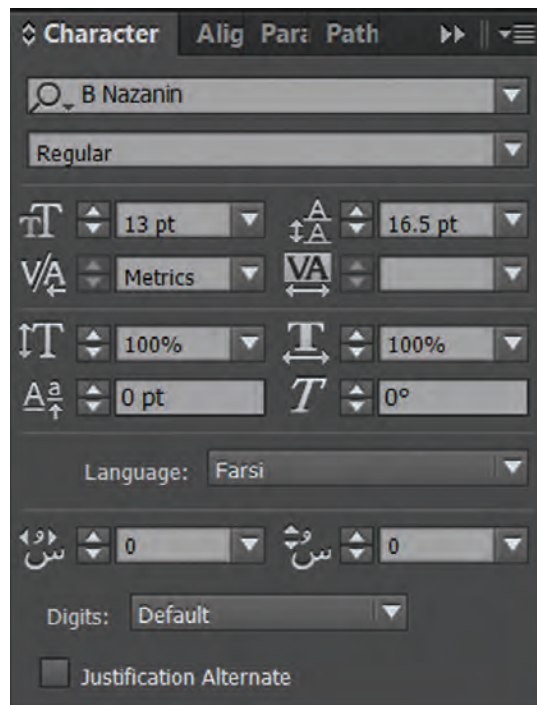 Character Alig Para Path
B Nazanin
Regular
13 pt 16.5 pt
Metrics
100% 100%
0 pt 0°
Language: Farsi
0 0
Digits: Default
Justification Alternate